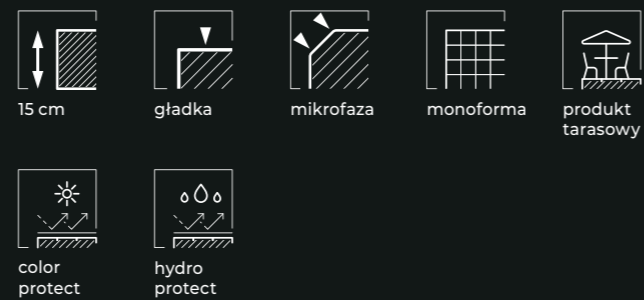 15 cm
gładka
mikrofaza
monoforma
produkt
tarasowy
color
protect
hydro
protect